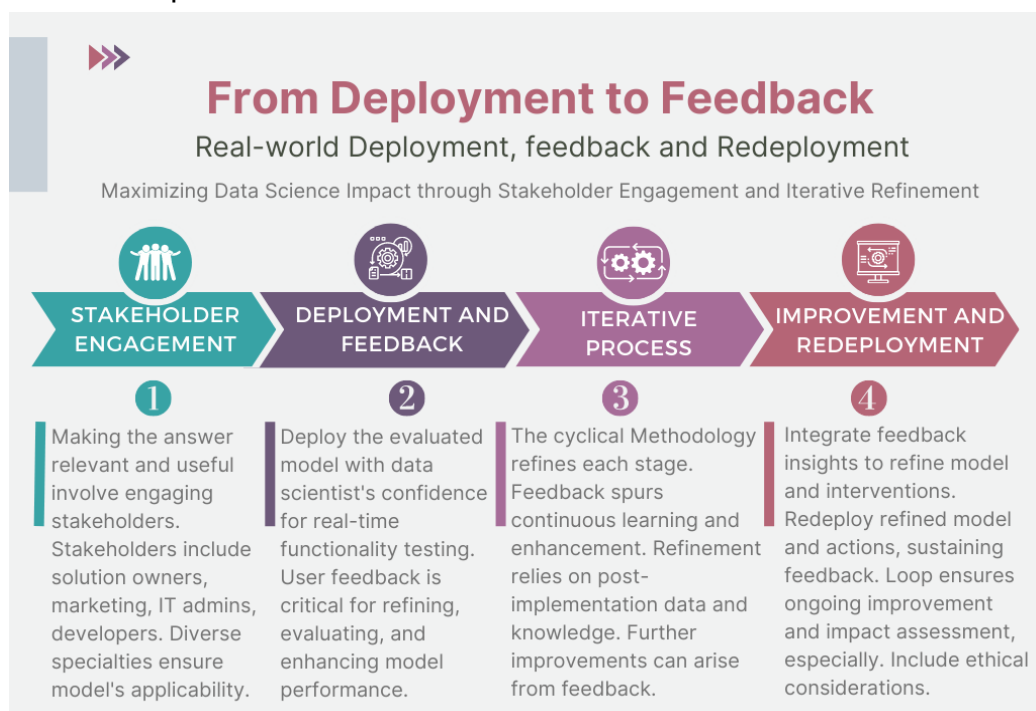 From Deployment to Feedback
Real-world Deployment, feedback and Redeployment
Maximizing Data Science Impact through Stakeholder Engagement and Iterative Refinement
STAKEHOLDER
ENGAGEMENT
1
Making the answer
relevant and useful
involve engaging
stakeholders.
Stakeholders include
solution owners,
marketing, IT admins,
developers. Diverse
specialties ensure
model's applicability.
DEPLOYMENT AND
FEEDBACK
2
Deploy the evaluated
model with data
scientist's confidence
for real-time
functionality testing.
User feedback is
critical for refining,
evaluating, and
enhancing model
performance.
ITERATIVE
PROCESS
3
The cyclical Methodology
refines each stage.
Feedback spurs
continuous learning and
enhancement. Refinement
relies on post-
implementation data and
knowledge. Further
improvements can arise
from feedback.
IMPROVEMENT AND
REDEPLOYMENT
4
Integrate feedback
insights to refine model
and interventions.
Redeploy refined model
and actions, sustaining
feedback. Loop ensures
ongoing improvement
and impact assessment,
especially. Include ethical
considerations.